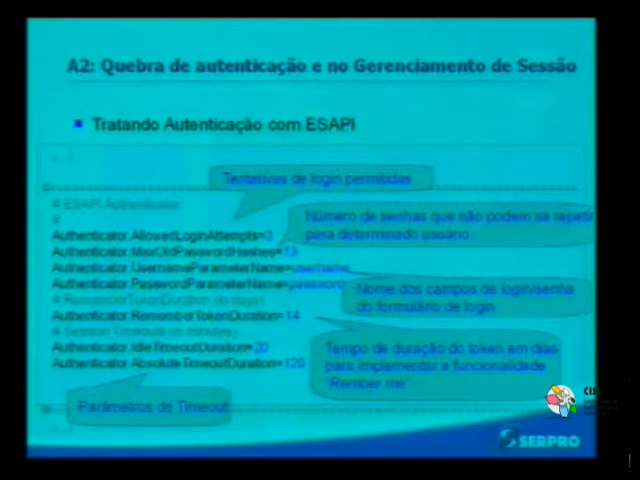 A2: Quebra de autenticação e no Gerenciamento de Sessão
Tratando Autenticação com ESAPI
Tentativas de login permitidas
# ESAPI Authenticator
#
Número de senhas que não podem se repetir
para determinado usuário
Authenticator.AllowedLoginAttempts=3
Authenticator.MaxOldPasswordHashes=13
Authenticator.UsernameParameterName=username
Authenticator.PasswordParameterName=password
Nome dos campos de login/senha
do formulário de login
# RememberTokenDuration (in days)
Authenticator.RememberTokenDuration=14
# Session Timeouts (in minutes)
Authenticator.IdleTimeoutDuration=20
Authenticator.AbsoluteTimeoutDuration=120
Tempo de duração do token em dias
para implementar a funcionalidade
"Rember me"
Parâmetros de Timeout
SERPRO